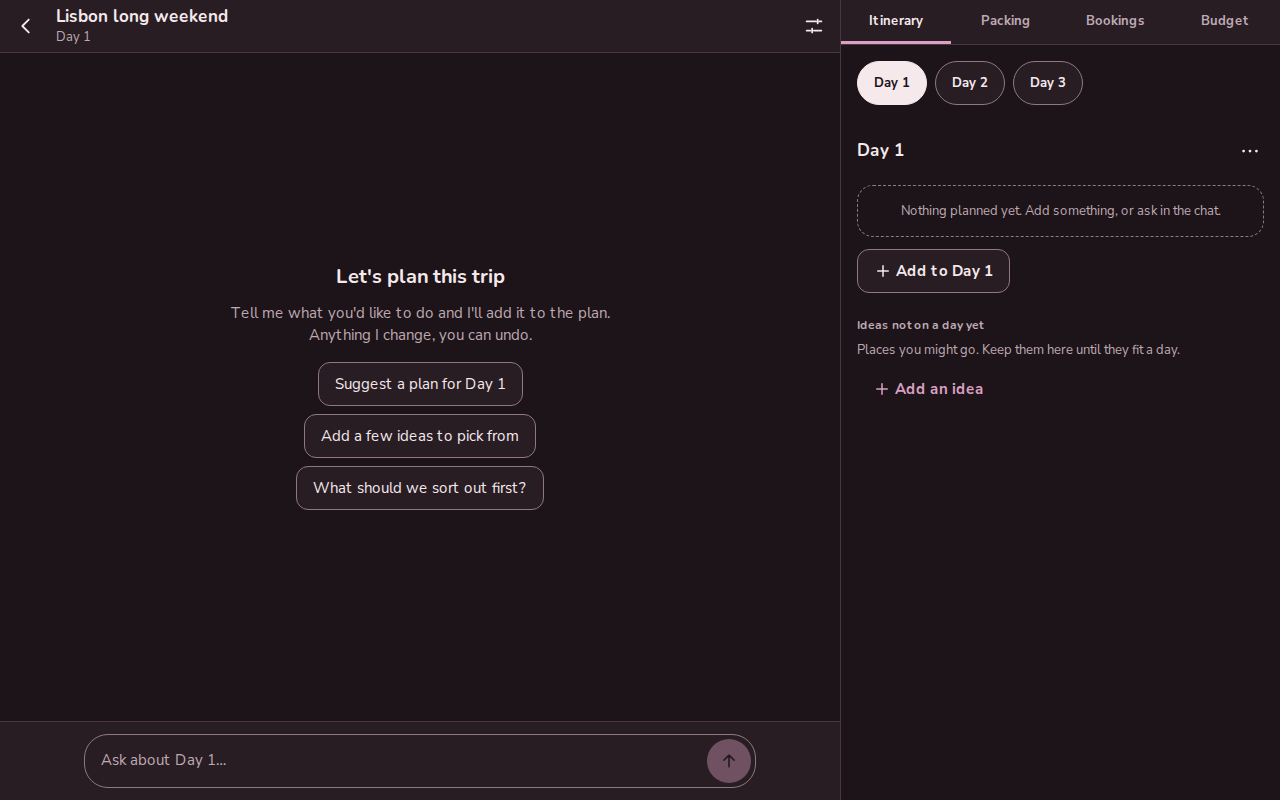 Lisbon long weekend
Day 1
Let's plan this trip
Tell me what you'd like to do and I'll add it to the plan.
Anything I change, you can undo.
Suggest a plan for Day 1
Add a few ideas to pick from
What should we sort out first?
Ask about Day 1...
Itinerary Packing Bookings Budget
Day 1 Day 2 Day 3
Day 1
Nothing planned yet. Add something, or ask in the chat.
Add to Day 1
Ideas not on a day yet
Places you might go. Keep them here until they fit a day.
Add an idea